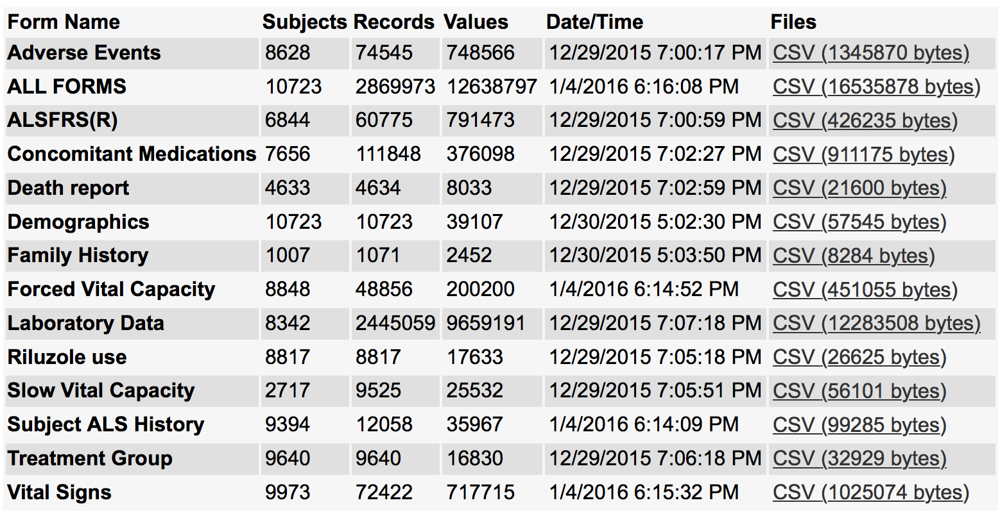 Form Name Subjects Records Values Date/Time Files
Adverse Events 8628 74545 748566 12/29/2015 7:00:17 PM CSV (1345870 bytes)
ALL FORMS 10723 2869973 12638797 1/4/2016 6:16:08 PM CSV (16535878 bytes)
ALSFRS(R) 6844 60775 791473 12/29/2015 7:00:59 PM CSV (426235 bytes)
Concomitant Medications 7656 111848 376098 12/29/2015 7:02:27 PM CSV (911175 bytes)
Death report 4633 4634 8033 12/29/2015 7:02:59 PM CSV (21600 bytes)
Demographics 10723 10723 39107 12/30/2015 5:02:30 PM CSV (57545 bytes)
Family History 1007 1071 2452 12/30/2015 5:03:50 PM CSV (8284 bytes)
Forced Vital Capacity 8848 48856 200200 1/4/2016 6:14:52 PM CSV (451055 bytes)
Laboratory Data 8342 2445059 9659191 12/29/2015 7:07:18 PM CSV (12283508 bytes)
Riluzole use 8817 8817 17633 12/29/2015 7:05:18 PM CSV (26625 bytes)
Slow Vital Capacity 2717 9525 25532 12/29/2015 7:05:51 PM CSV (56101 bytes)
Subject ALS History 9394 12058 35967 1/4/2016 6:14:09 PM CSV (99285 bytes)
Treatment Group 9640 9640 16830 12/29/2015 7:06:18 PM CSV (32929 bytes)
Vital Signs 9973 72422 717715 1/4/2016 6:15:32 PM CSV (1025074 bytes)